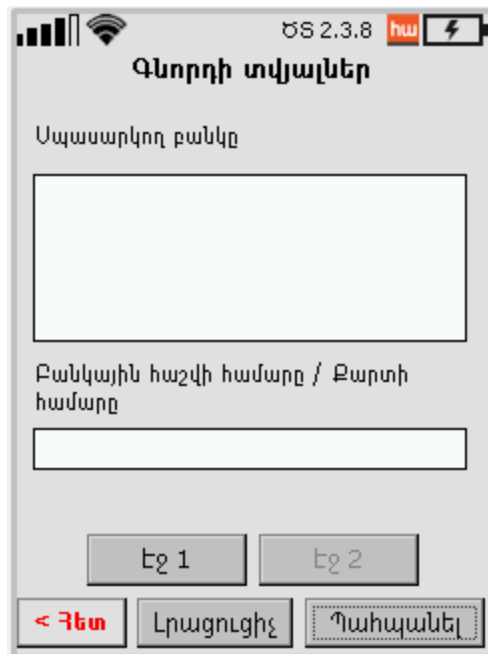 ԾՏ 2.3.8 հա
Գնորդի տվյալներ
Սպասարկող բանկը
Բանկային հաշվի համարը / Քարտի
համարը
Էջ 1 Էջ 2
< Հետ Լրացուցիչ Պահպանել